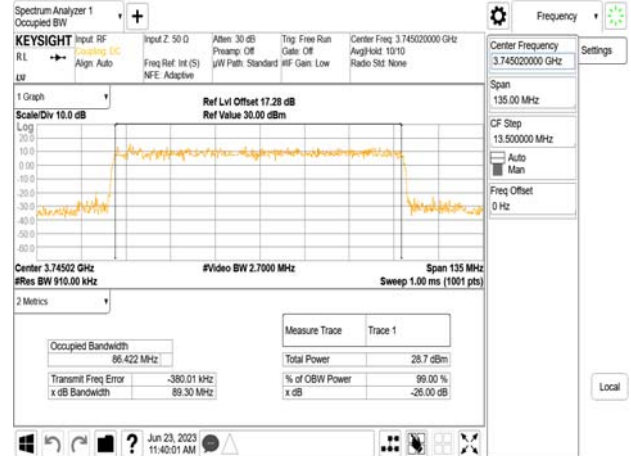 Spectrum Analyzer 1
Occupied BW
Frequency
KEYSIGHT
Input: RF
Coupling: DC
Align: Auto
RL
Input Z: 50 Ω
Freq Ref: Int (S)
NFE: Adaptive
Atten: 30 dB
Preamp: Off
µW Path: Standard
Trig: Free Run
Gate: Off
#IF Gain: Low
Center Freq: 3.745020000 GHz
Avg|Hold: 10/10
Radio Std: None
Center Frequency
3.745020000 GHz
Settings
Span
135.00 MHz
CF Step
13.500000 MHz
Auto
Man
Freq Offset
0 Hz
Local
1 Graph
Scale/Div 10.0 dB
Ref Lvl Offset 17.28 dB
Ref Value 30.00 dBm
Log
20.0
10.0
0.00
-10.0
-20.0
-30.0
-40.0
-50.0
-60.0
Center 3.74502 GHz
#Res BW 910.00 kHz
#Video BW 2.7000 MHz
Span 135 MHz
Sweep 1.00 ms (1001 pts)
2 Metrics
Measure Trace Trace 1
Occupied Bandwidth
86.422 MHz
Total Power 28.7 dBm
Transmit Freq Error -380.01 kHz
% of OBW Power 99.00 %
x dB Bandwidth 89.30 MHz
x dB -26.00 dB
?
Jun 23, 2023
11:40:01 AM